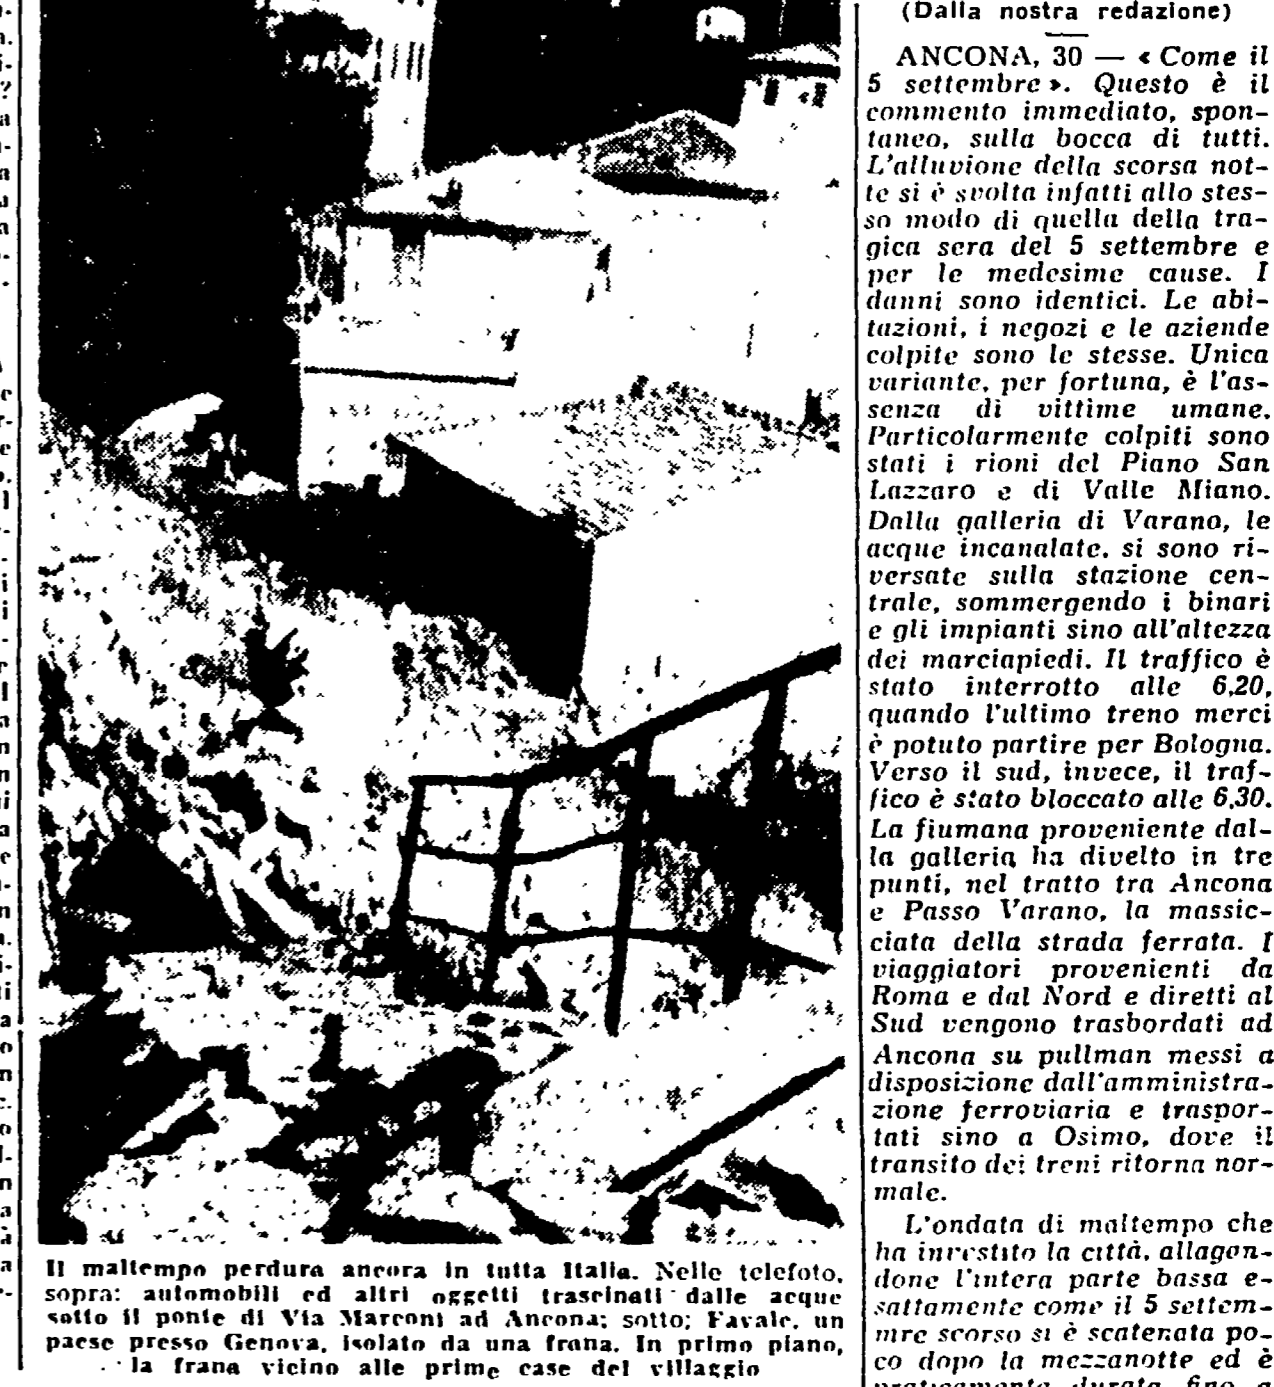 Il maltempo perdura ancora in tutta Italia. Nelle telefoto,
sopra: automobili ed altri oggetti trascinati dalle acque
sotto il ponte di Via Marconi ad Ancona; sotto; Favale, un
paese presso Genova, isolato da una frana. In primo piano,
la frana vicino alle prime case del villaggio
(Dalla nostra redazione)
ANCONA, 30 — « Come il
5 settembre ». Questo è il
commento immediato, spon-
taneo, sulla bocca di tutti.
L'alluvione della scorsa not-
te si è svolta infatti allo stes-
so modo di quella della tra-
gica sera del 5 settembre e
per le medesime cause. I
danni sono identici. Le abi-
tazioni, i negozi e le aziende
colpite sono le stesse. Unica
variante, per fortuna, è l'as-
senza di vittime umane.
Particolarmente colpiti sono
stati i rioni del Piano San
Lazzaro e di Valle Miano.
Dalla galleria di Varano, le
acque incanalate, si sono ri-
versate sulla stazione cen-
trale, sommergendo i binari
e gli impianti sino all'altezza
dei marciapiedi. Il traffico è
stato interrotto alle 6,20,
quando l'ultimo treno merci
è potuto partire per Bologna.
Verso il sud, invece, il traf-
fico è stato bloccato alle 6,30.
La fiumana proveniente dal-
la galleria ha divelto in tre
punti, nel tratto tra Ancona
e Passo Varano, la massic-
ciata della strada ferrata. I
viaggiatori provenienti da
Roma e dal Nord e diretti al
Sud vengono trasbordati ad
Ancona su pullman messi a
disposizione dall'amministra-
zione ferroviaria e traspor-
tati sino a Osimo, dove il
transito dei treni ritorna nor-
male.
L'ondata di maltempo che
ha investito la città, allagan-
done l'intera parte bassa e-
sattamente come il 5 settem-
mre scorso si è scatenata po-
co dopo la mezzanotte ed è
praticamente durata fino a